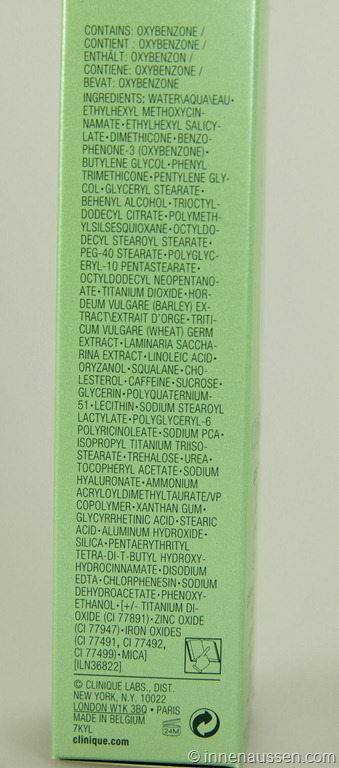 CONTAINS: OXYBENZONE /
CONTIENT : OXYBENZONE /
ENTHÄLT: OXYBENZON /
CONTIENE: OXYBENZONE /
BEVAT: OXYBENZONE
INGREDIENTS: WATER\AQUA\EAU•
ETHYLHEXYL METHOXYCIN-
NAMATE•ETHYLHEXYL SALICY-
LATE•DIMETHICONE•BENZO-
PHENONE-3 (OXYBENZONE)•
BUTYLENE GLYCOL•PHENYL
TRIMETHICONE•PENTYLENE GLY-
COL•GLYCERYL STEARATE•
BEHENYL ALCOHOL•TRIOCTYL-
DODECYL CITRATE•POLYMETH-
YLSILSESQUIOXANE•OCTYLDO-
DECYL STEAROYL STEARATE•
PEG-40 STEARATE•POLYGLYC-
ERYL-10 PENTASTEARATE•
OCTYLDODECYL NEOPENTANO-
ATE•TITANIUM DIOXIDE•HOR-
DEUM VULGARE (BARLEY) EX-
TRACT\EXTRAIT D'ORGE•TRITI-
CUM VULGARE (WHEAT) GERM
EXTRACT•LAMINARIA SACCHA-
RINA EXTRACT•LINOLEIC ACID•
ORYZANOL•SQUALANE•CHO-
LESTEROL•CAFFEINE•SUCROSE•
GLYCERIN•POLYQUATERNIUM-
51•LECITHIN•SODIUM STEAROYL
LACTYLATE•POLYGLYCERYL-6
POLYRICINOLEATE•SODIUM PCA•
ISOPROPYL TITANIUM TRIISO-
STEARATE•TREHALOSE•UREA•
TOCOPHERYL ACETATE•SODIUM
HYALURONATE•AMMONIUM
ACRYLOYLDIMETHYLTAURATE/VP
COPOLYMER•XANTHAN GUM•
GLYCYRRHETINIC ACID•STEARIC
ACID•ALUMINUM HYDROXIDE•
SILICA•PENTAERYTHRITYL
TETRA-DI-T-BUTYL HYDROXY-
HYDROCINNAMATE•DISODIUM
EDTA•CHLORPHENESIN•SODIUM
DEHYDROACETATE•PHENOXY-
ETHANOL•[+/- TITANIUM DI-
OXIDE (CI 77891)•ZINC OXIDE
(CI 77947)•IRON OXIDES
(CI 77491, CI 77492,
CI 77499)•MICA]
[ILN36822]
© CLINIQUE LABS., DIST.
NEW YORK, N.Y. 10022
LONDON W1K 3BQ • PARIS
MADE IN BELGIUM
7KYL
24M
clinique.com
© innenaussen.com